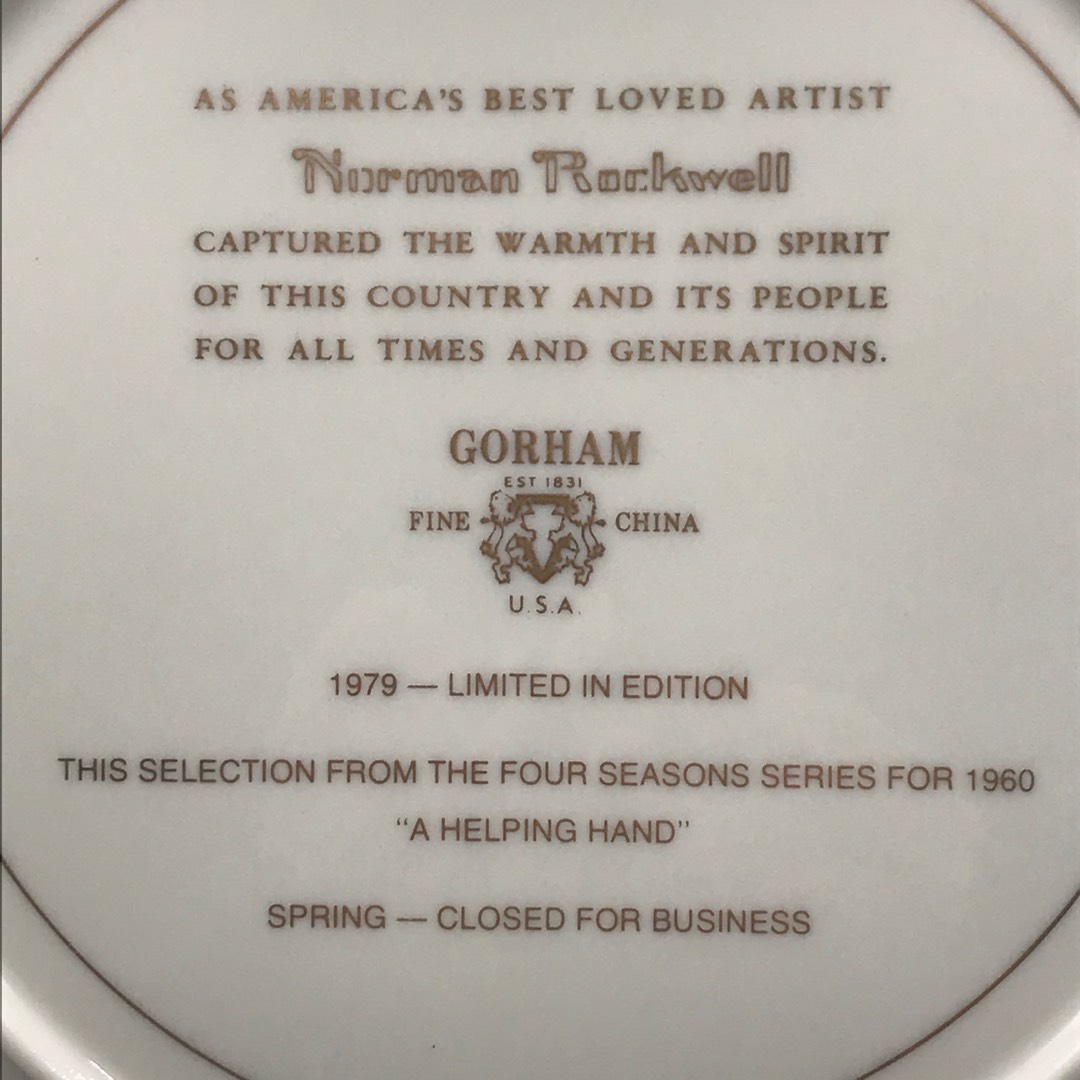 AS AMERICA'S BEST LOVED ARTIST
Norman Rockwell
CAPTURED THE WARMTH AND SPIRIT
OF THIS COUNTRY AND ITS PEOPLE
FOR ALL TIMES AND GENERATIONS.
GORHAM
EST 1831
FINE CHINA
U.S.A.
1979 — LIMITED IN EDITION
THIS SELECTION FROM THE FOUR SEASONS SERIES FOR 1960
“A HELPING HAND”
SPRING — CLOSED FOR BUSINESS